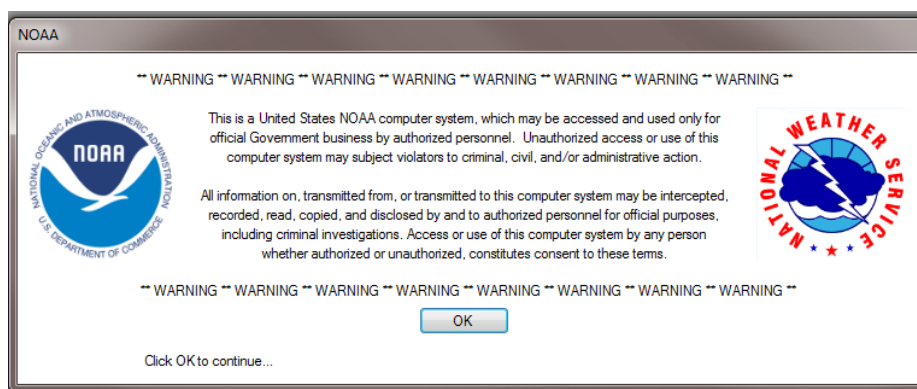 NOAA
** WARNING ** WARNING ** WARNING ** WARNING ** WARNING ** WARNING ** WARNING ** WARNING **
This is a United States NOAA computer system, which may be accessed and used only for
official Government business by authorized personnel.  Unauthorized access or use of this
computer system may subject violators to criminal, civil, and/or administrative action.
All information on, transmitted from, or transmitted to this computer system may be intercepted,
recorded, read, copied, and disclosed by and to authorized personnel for official purposes,
including criminal investigations. Access or use of this computer system by any person
whether authorized or unauthorized, constitutes consent to these terms.
NATIONAL OCEANIC AND ATMOSPHERIC ADMINISTRATION
NOAA
U.S. DEPARTMENT OF COMMERCE
NATIONAL WEATHER SERVICE
** WARNING ** WARNING ** WARNING ** WARNING ** WARNING ** WARNING ** WARNING ** WARNING **
OK
Click OK to continue...